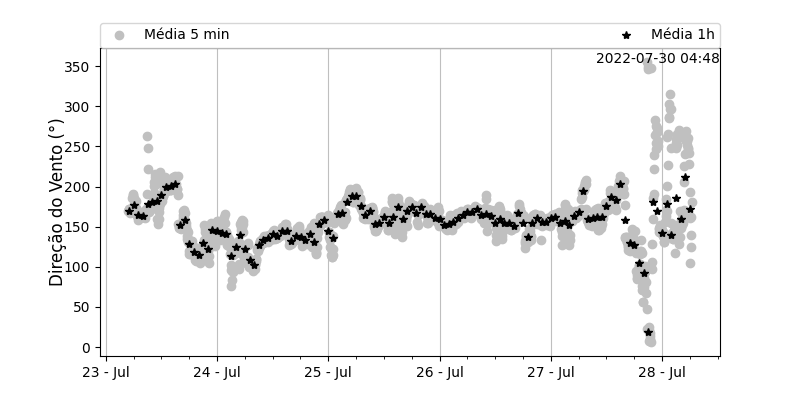 Média 5 min
Média 1h
2022-07-30 04:48
Direção do Vento (°)
350
300
250
200
150
100
50
0
23 - Jul
24 - Jul
25 - Jul
26 - Jul
27 - Jul
28 - Jul